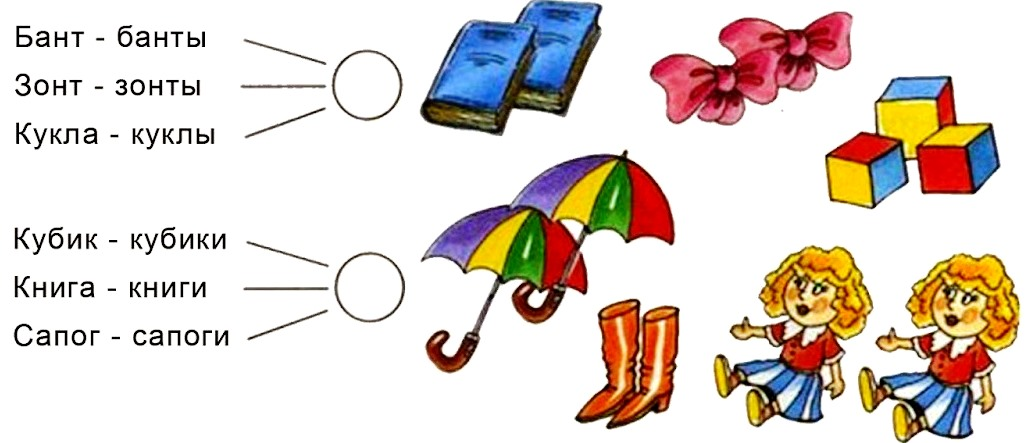 Бант - банты
Зонт - зонты
Кукла - куклы
Кубик - кубики
Книга - книги
Сапог - сапоги